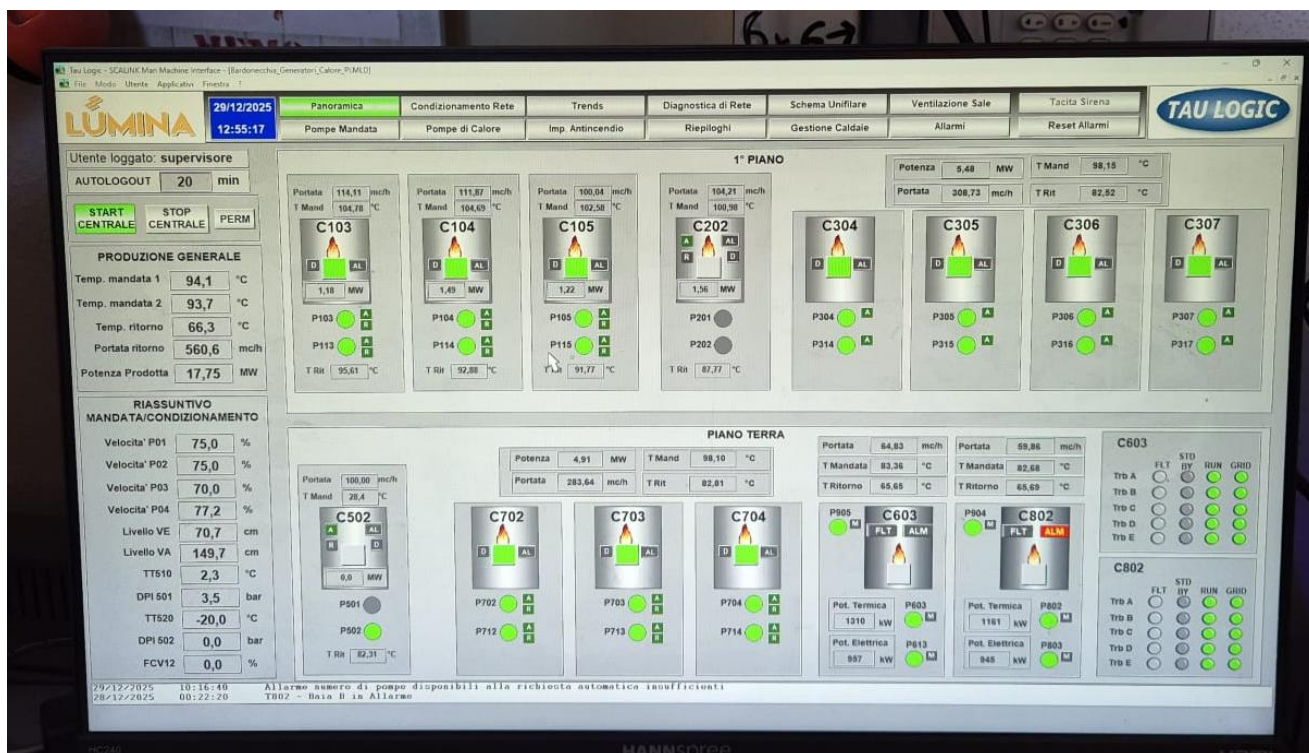 6x6
Tau Logic - SCALINK Man Machine Interface - [Bardonecchia_Generatori_Calore_PI.MLD]
File Modo Utente Applicativi Finestra ?
LÚMINA
29/12/2025
12:55:17
Panoramica Condizionamento Rete Trends Diagnostica di Rete Schema Unifilare Ventilazione Sale Tacita Sirena
Pompe Mandata Pompe di Calore Imp. Antincendio Riepiloghi Gestione Caldaie Allarmi Reset Allarmi
TAU LOGIC
Utente loggato: supervisore
AUTOLOGOUT 20 min
START CENTRALE STOP CENTRALE PERM
PRODUZIONE GENERALE
Temp. mandata 1 94,1 °C
Temp. mandata 2 93,7 °C
Temp. ritorno 66,3 °C
Portata ritorno 560,6 mc/h
Potenza Prodotta 17,75 MW
RIASSUNTIVO
MANDATA/CONDIZIONAMENTO
Velocita' P01 75,0 %
Velocita' P02 75,0 %
Velocita' P03 70,0 %
Velocita' P04 77,2 %
Livello VE 70,7 cm
Livello VA 149,7 cm
TT510 2,3 °C
DPI 501 3,5 bar
TT520 -20,0 °C
DPI 502 0,0 bar
FCV12 0,0 %
1° PIANO
Potenza 5,48 MW T Mand 98,15 °C
Portata 308,73 mc/h T Rit 82,52 °C
Portata 114,11 mc/h Portata 111,87 mc/h Portata 100,04 mc/h Portata 104,21 mc/h
T Mand 104,78 °C T Mand 104,69 °C T Mand 102,58 °C T Mand 100,98 °C
C103 C104 C105 C202 C304 C305 C306 C307
A AL
D AL D AL D AL R D D AL D AL D AL D AL
1,18 MW 1,49 MW 1,22 MW 1,56 MW
P103 A R P104 A R P105 A R P201 P304 A P305 A P306 A P307 A
P113 A R P114 A R P115 A R P202 P314 A P315 A P316 A P317 A
T Rit 95,61 °C T Rit 92,88 °C T Rit 91,77 °C T Rit 87,77 °C
PIANO TERRA
Potenza 4,91 MW T Mand 98,10 °C
Portata 283,64 mc/h T Rit 82,81 °C
Portata 100,00 mc/h
T Mand 28,4 °C
C502
A AL
R D
0,0 MW
P501
P502
T Rit 82,31 °C
C702 C703 C704
D AL D AL D AL
P702 A R P703 A R P704 A R
P712 A R P713 A R P714 A R
Portata 64,83 mc/h Portata 59,86 mc/h
T Mandata 83,36 °C T Mandata 82,68 °C
T Ritorno 65,65 °C T Ritorno 65,69 °C
P905 M C603 P904 M C802
FLT ALM FLT ALM
Pot. Termica P603 Pot. Termica P802
1310 kW M 1161 kW M
Pot. Elettrica P613 Pot. Elettrica P803
957 kW M 945 kW M
C603
FLT STD BY RUN GRID
Trb A
Trb B
Trb C
Trb D
Trb E
C802
FLT STD BY RUN GRID
Trb A
Trb B
Trb C
Trb D
Trb E
29/12/2025 10:16:40 Allarme numero di pompe disponibili alla richiesta automatica insufficienti
28/12/2025 00:22:20 T802 - Baia B in Allarme
HC240
HANNspree